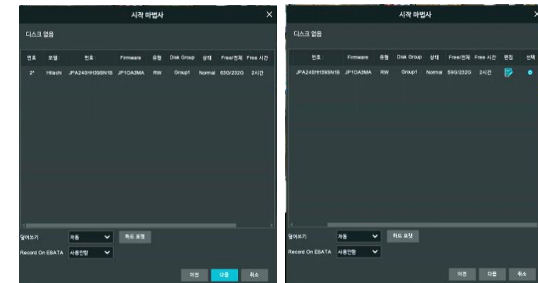 시작 마법사
디스크 없음
번호 모델 번호 Firmware 유형 Disk Group 상태 Free/전체 Free 시간
2* Hitachi JP1OA3MA RW Group1 Normal 63G/232G 2시간
덮어쓰기 자동 하드 포맷
Record On ESATA 사용안함
이전 다음 취소
시작 마법사
디스크 없음
번호 Firmware 유형 Disk Group 상태 Free/전체 Free 시간 편집 선택
JP1OA3MA RW Group1 Normal 59G/232G 2시간
덮어쓰기 자동 하드 포맷
Record On ESATA 사용안함
이전 다음 취소